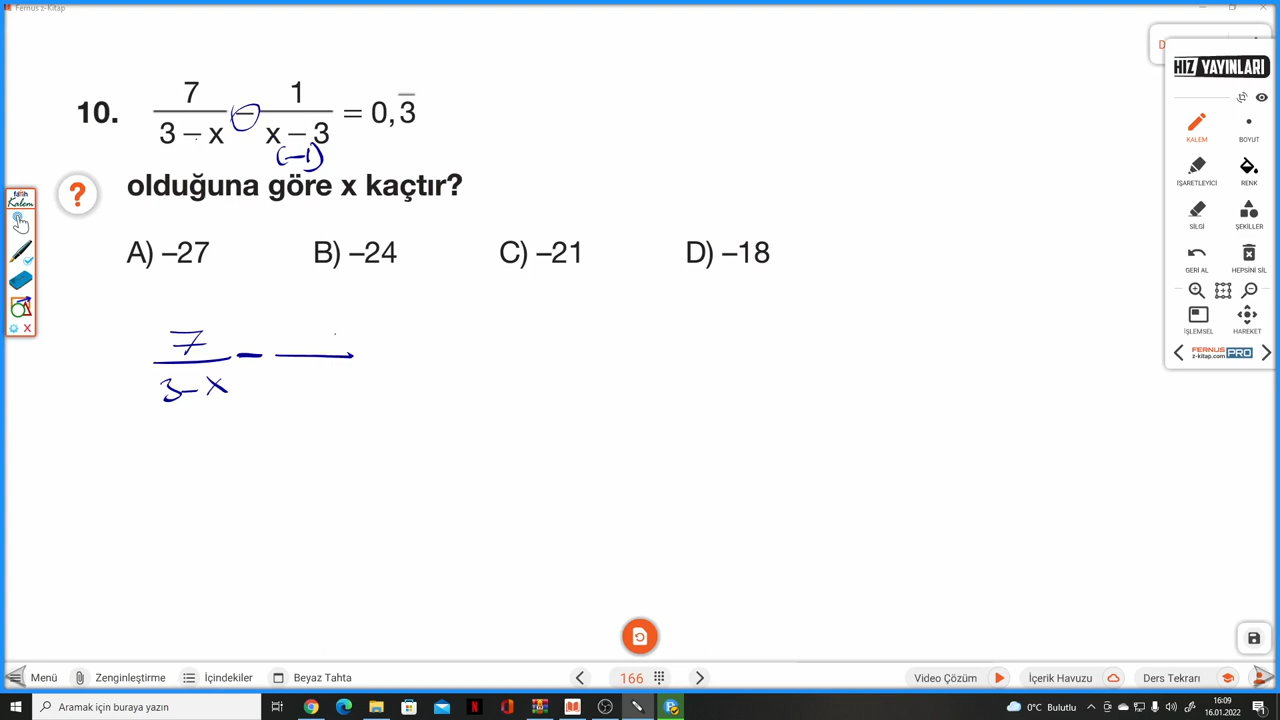 Fernus z-Kitap
10. 7/(3 – x) – 1/(x – 3) = 0,3̅
(-1)
olduğuna göre x kaçtır?
A) –27 B) –24 C) –21 D) –18
7/(3-x) -
fatih
Kalem
HIZ YAYINLARI
KALEM BOYUT
İŞARETLEYİCİ RENK
SİLGİ ŞEKİLLER
GERİ AL HEPSİNİ SİL
İŞLEMSEL HAREKET
FERNUS
z-kitap.com PRO
Menü Zenginleştirme İçindekiler Beyaz Tahta 166 Video Çözüm İçerik Havuzu Ders Tekrarı
Aramak için buraya yazın 0°C Bulutlu 16:09
16.01.2022